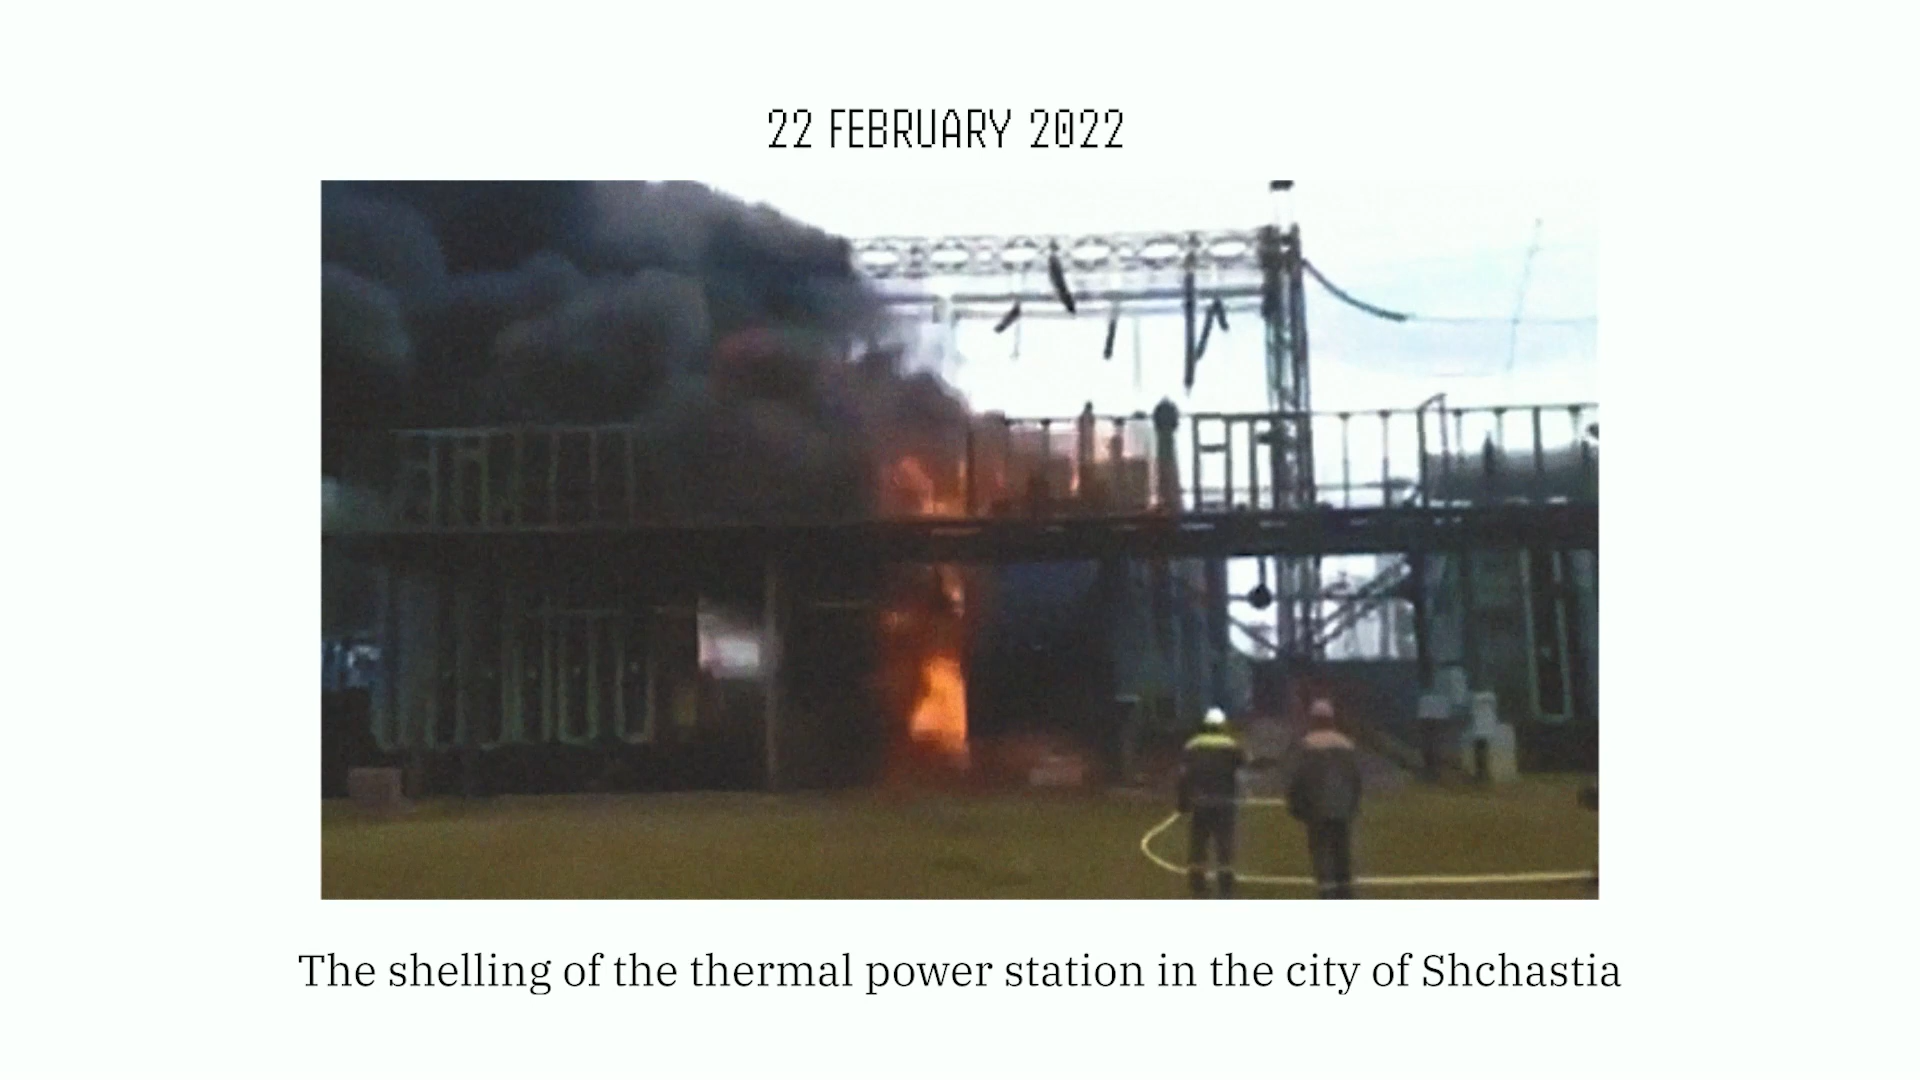 22 FEBRUARY 2022
The shelling of the thermal power station in the city of Shchastia